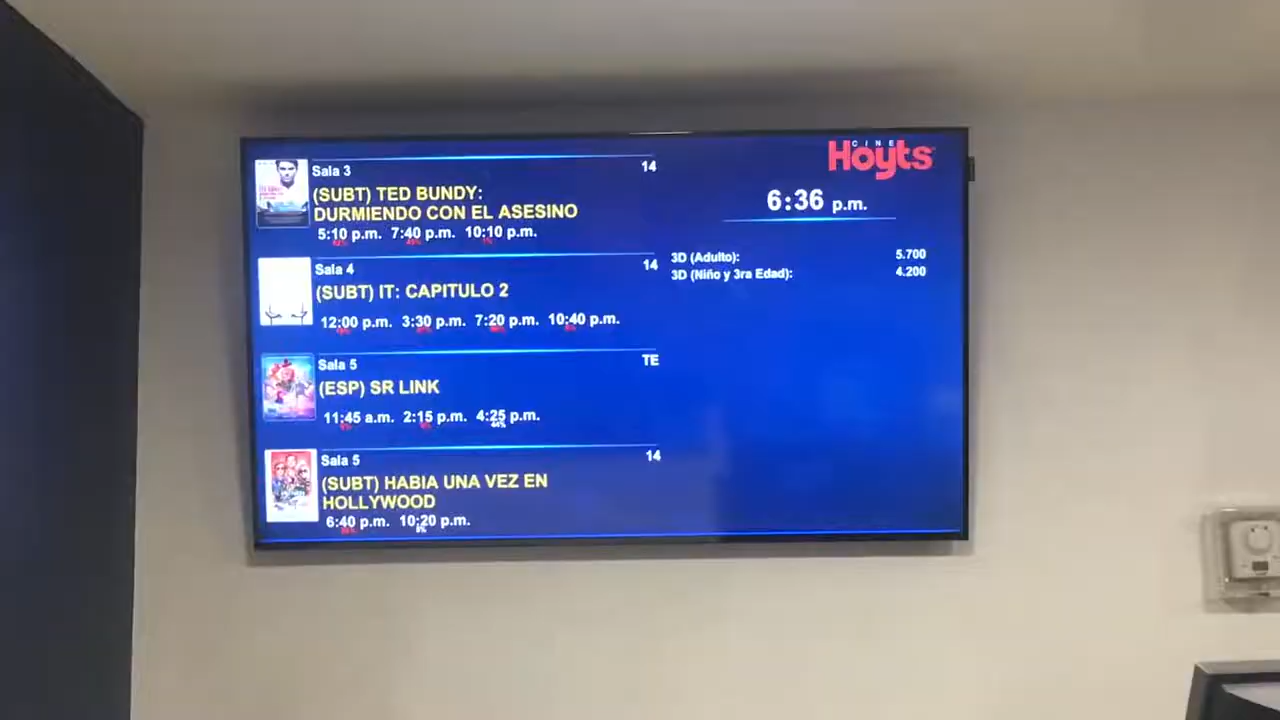 Sala 3 14
(SUBT) TED BUNDY:
DURMIENDO CON EL ASESINO
5:10 p.m. 7:40 p.m. 10:10 p.m.
Sala 4 14
(SUBT) IT: CAPITULO 2
12:00 p.m. 3:30 p.m. 7:20 p.m. 10:40 p.m.
Sala 5 TE
(ESP) SR LINK
11:45 a.m. 2:15 p.m. 4:25 p.m.
44%
Sala 5 14
(SUBT) HABIA UNA VEZ EN
HOLLYWOOD
6:40 p.m. 10:20 p.m.
CINE
Hoyts
6:36 p.m.
3D (Adulto): 5.700
3D (Niño y 3ra Edad): 4.200